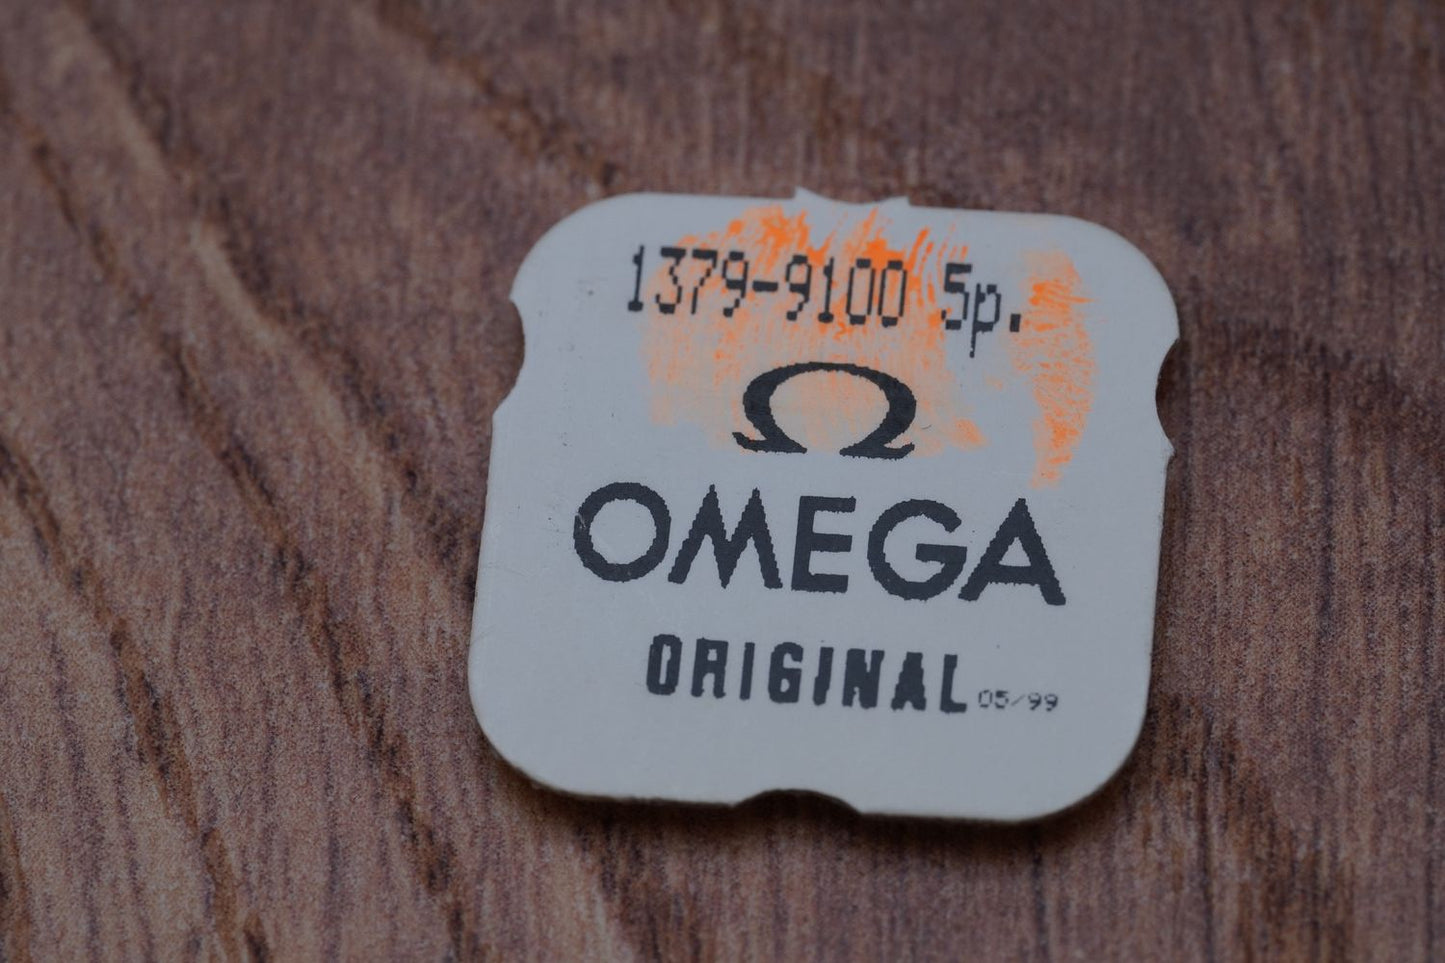 1379-9100 5p.
Ω
OMEGA
ORIGINAL 05/99